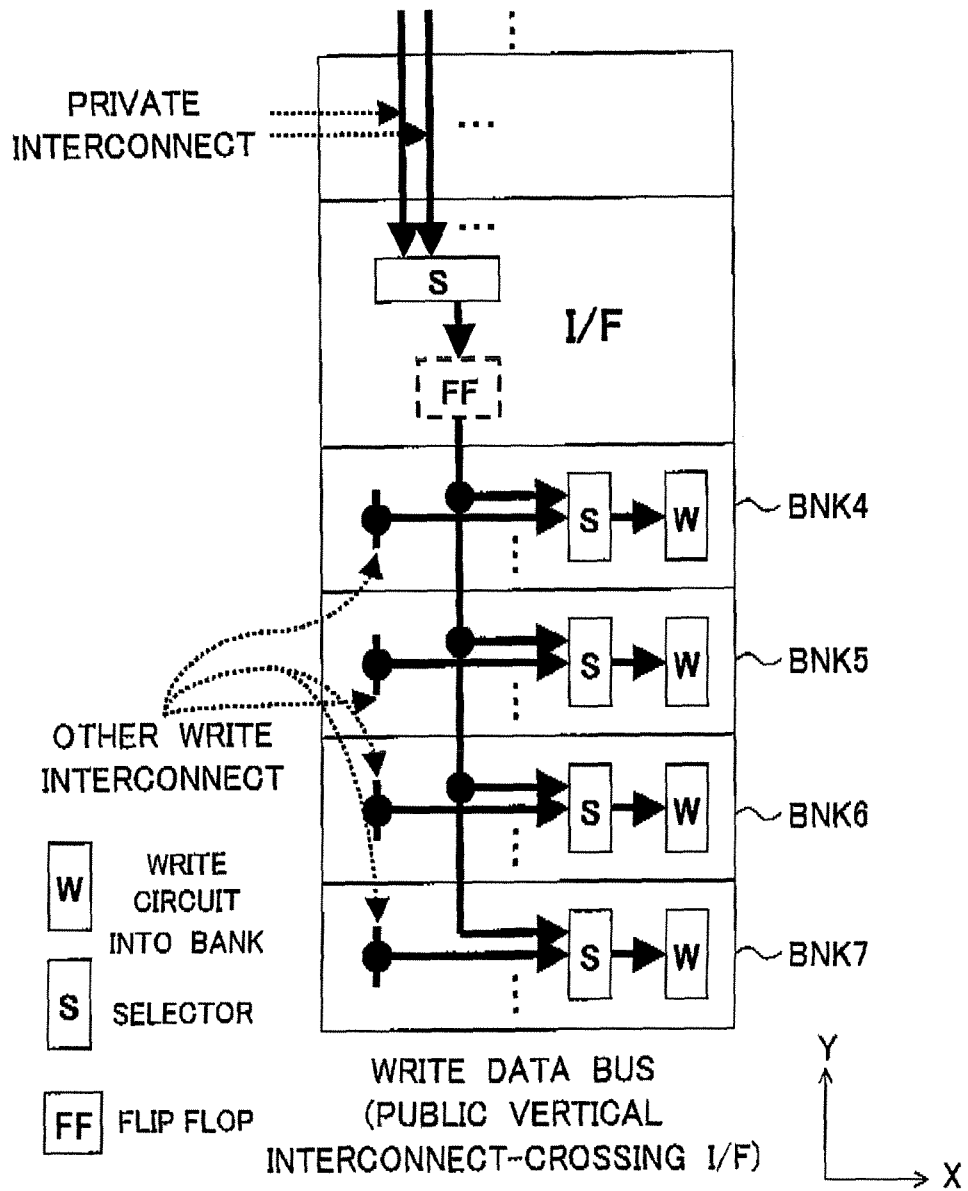 PRIVATE
INTERCONNECT
S
I/F
FF
S
W
BNK4
S
W
BNK5
OTHER WRITE
INTERCONNECT
S
W
BNK6
W
WRITE
CIRCUIT
INTO BANK
S
W
BNK7
S
SELECTOR
FF
FLIP FLOP
WRITE DATA BUS
(PUBLIC VERTICAL
INTERCONNECT-CROSSING I/F)
Y
X